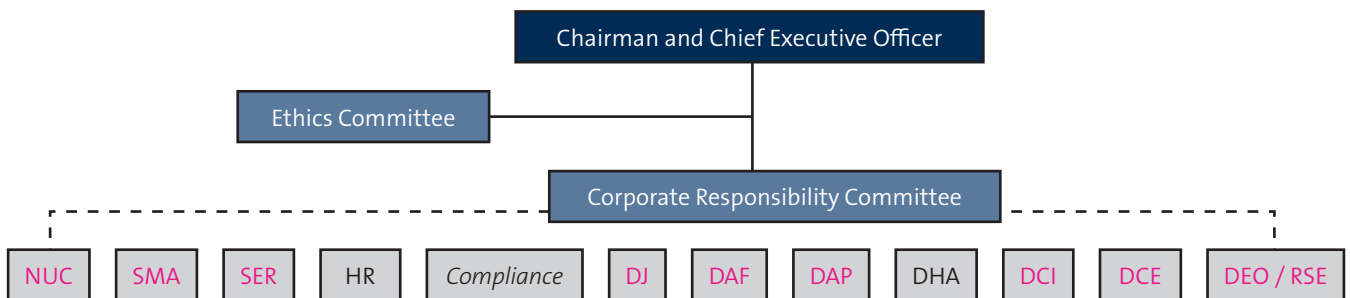 Chairman and Chief Executive Officer
Ethics Committee
Corporate Responsibility Committee
NUC SMA SER HR Compliance DJ DAF DAP DHA DCI DCE DEO / RSE